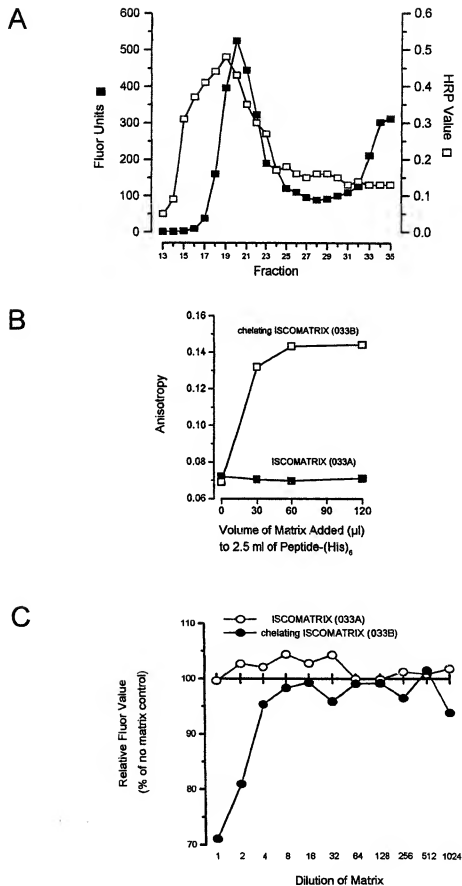 A
Fluor Units
600
500
400
300
200
100
0
0.6
0.5
0.4
0.3
0.2
0.1
0.0
HRP Value
13 15 17 19 21 23 25 27 29 31 33 35
Fraction
B
Anisotropy
0.16
0.14
0.12
0.10
0.08
0.06
chelating ISCOMATRIX (033B)
ISCOMATRIX (033A)
0 30 60 90 120
Volume of Matrix Added (µl)
to 2.5 ml of Peptide-(His)6
C
ISCOMATRIX (033A)
chelating ISCOMATRIX (033B)
Relative Fluor Value
(% of no matrix control)
110
100
90
80
70
1 2 4 8 16 32 64 128 256 512 1024
Dilution of Matrix